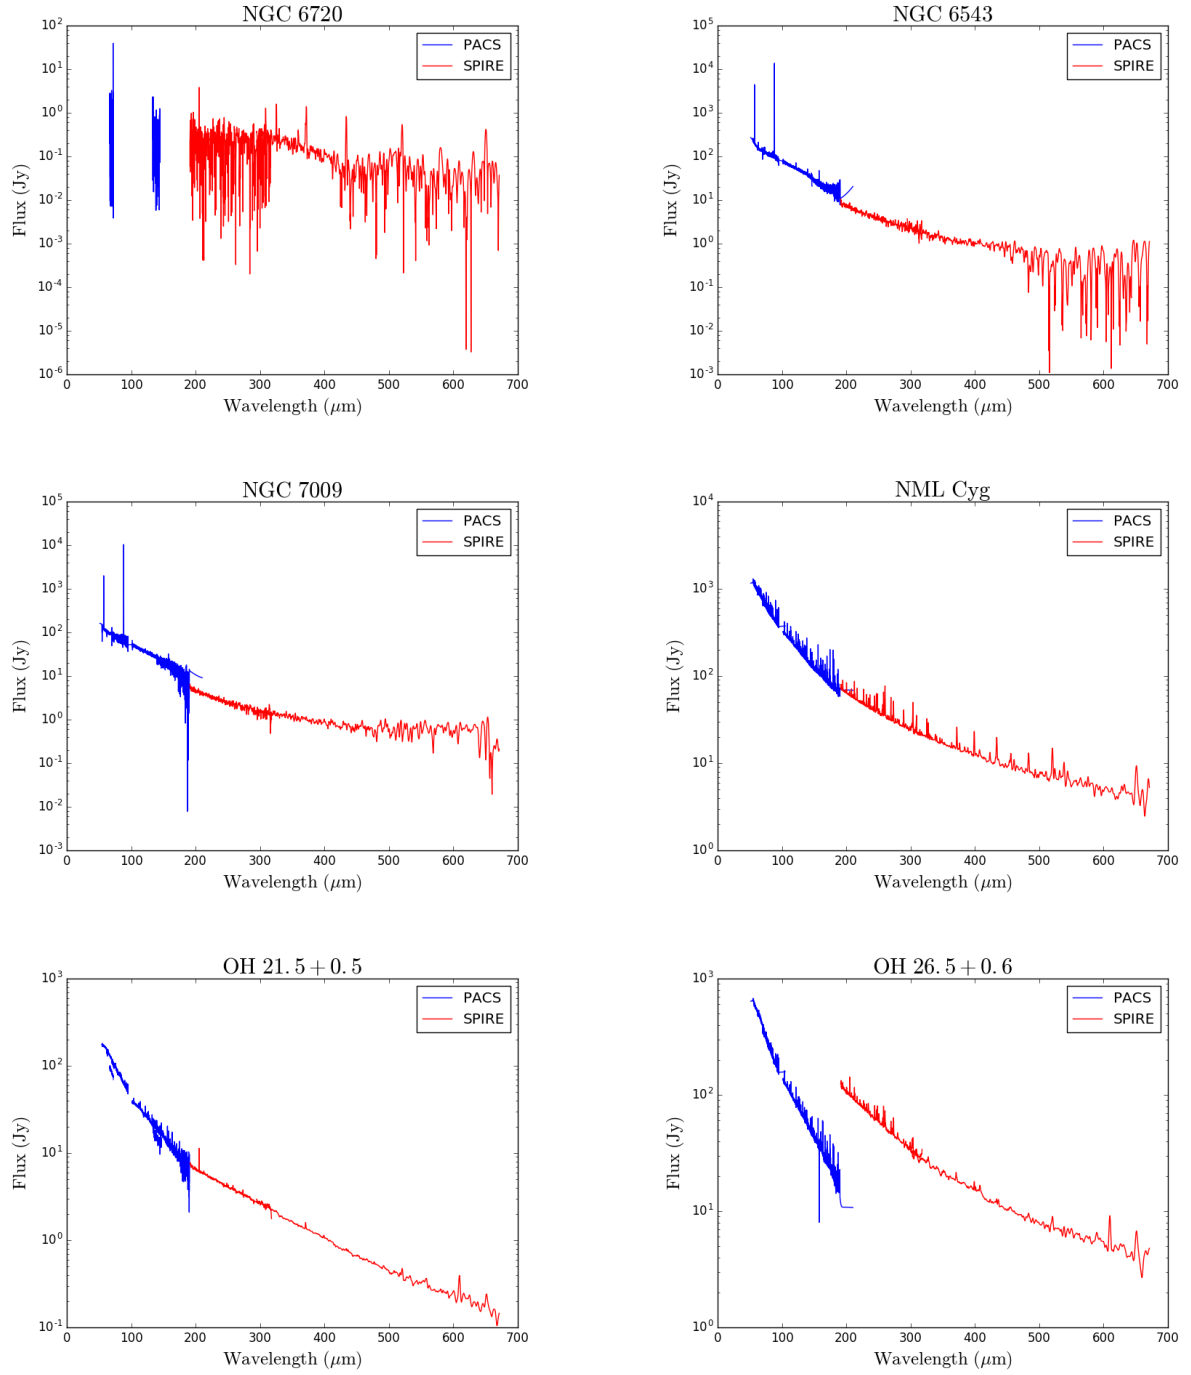 NGC 6720
10^2
10^1
10^0
10^-1
10^-2
10^-3
10^-4
10^-5
10^-6
Flux (Jy)
PACS
SPIRE
0 100 200 300 400 500 600 700
Wavelength (μm)
NGC 6543
10^5
10^4
10^3
10^2
10^1
10^0
10^-1
10^-2
10^-3
Flux (Jy)
PACS
SPIRE
0 100 200 300 400 500 600 700
Wavelength (μm)
NGC 7009
10^5
10^4
10^3
10^2
10^1
10^0
10^-1
10^-2
10^-3
Flux (Jy)
PACS
SPIRE
0 100 200 300 400 500 600 700
Wavelength (μm)
NML Cyg
10^4
10^3
10^2
10^1
10^0
Flux (Jy)
PACS
SPIRE
0 100 200 300 400 500 600 700
Wavelength (μm)
OH 21.5+0.5
10^3
10^2
10^1
10^0
10^-1
Flux (Jy)
PACS
SPIRE
0 100 200 300 400 500 600 700
Wavelength (μm)
OH 26.5+0.6
10^3
10^2
10^1
10^0
Flux (Jy)
PACS
SPIRE
0 100 200 300 400 500 600 700
Wavelength (μm)